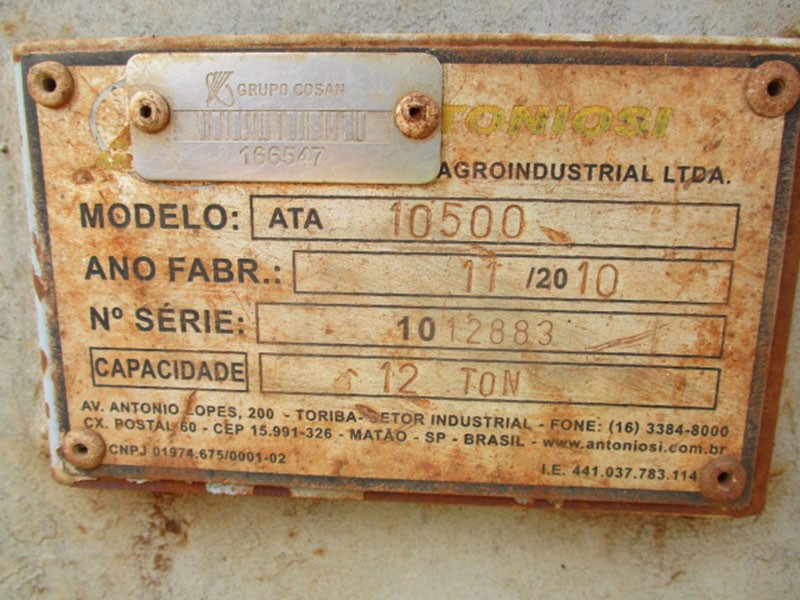 GRUPO COSAN
166547
TONIOSI
AGROINDUSTRIAL LTDA.
MODELO: ATA 10500
ANO FABR.: 11 /2010
Nº SÉRIE: 1012883
CAPACIDADE 12 TON
AV. ANTONIO LOPES, 200 - TORIBA-SETOR INDUSTRIAL - FONE: (16) 3384-8000
CX. POSTAL 60 - CEP 15.991-326 - MATÃO - SP - BRASIL - www.antoniosi.com.br
CNPJ 01974.675/0001-02
I.E. 441.037.783.114